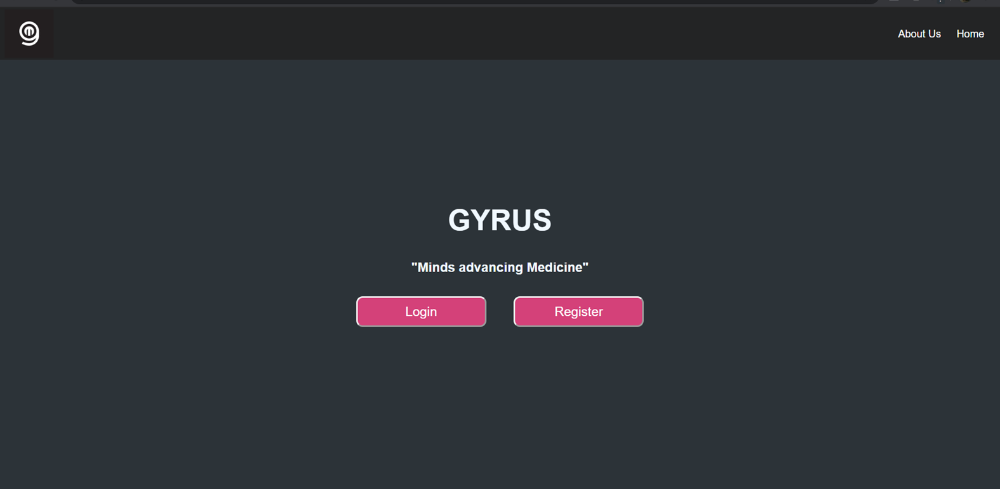 About Us Home
GYRUS
"Minds advancing Medicine"
Login Register